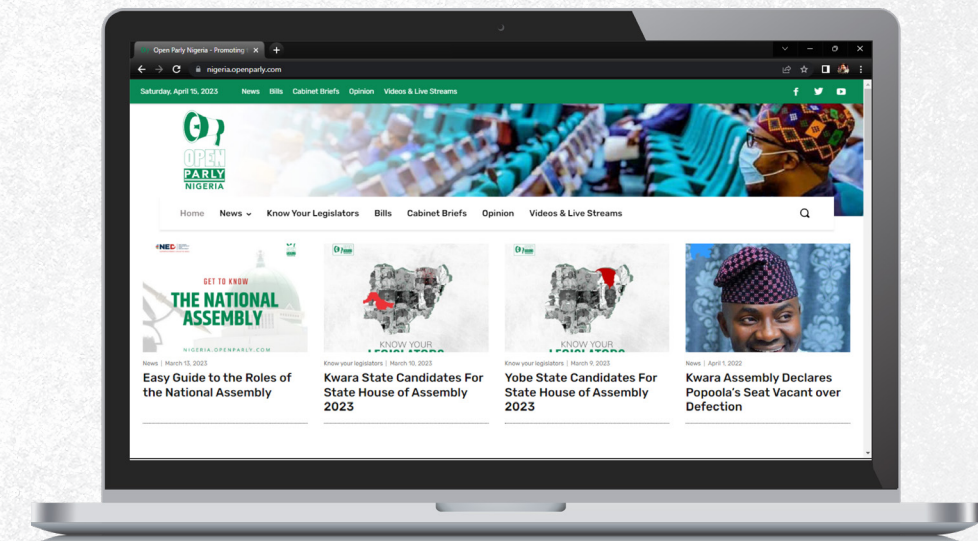 Open Parly Nigeria - Promoting
nigeria.openparly.com
Saturday, April 15, 2023 News Bills Cabinet Briefs Opinion Videos & Live Streams
OPEN
PARLY
NIGERIA
Home News Know Your Legislators Bills Cabinet Briefs Opinion Videos & Live Streams
NED
GET TO KNOW
THE NATIONAL
ASSEMBLY
NIGERIA.OPENPARLY.COM
News | March 13, 2023
Easy Guide to the Roles of
the National Assembly
KNOW YOUR
LEGISLATORS
Know your legislators | March 10, 2023
Kwara State Candidates For
State House of Assembly
2023
KNOW YOUR
LEGISLATORS
Know your legislators | March 9, 2023
Yobe State Candidates For
State House of Assembly
2023
News | April 1, 2022
Kwara Assembly Declares
Popoola's Seat Vacant over
Defection